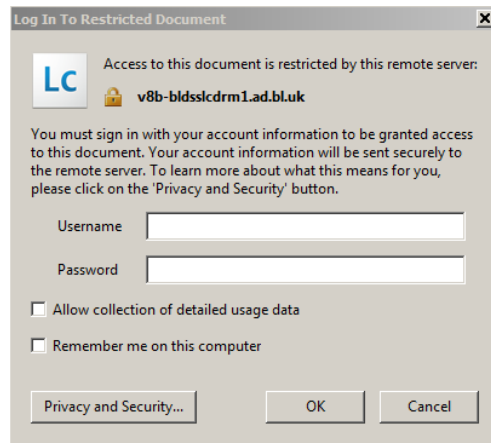 Log In To Restricted Document
Lc
Access to this document is restricted by this remote server:
v8b-bldsslcdrm1.ad.bl.uk
You must sign in with your account information to be granted access
to this document. Your account information will be sent securely to
the remote server. To learn more about what this means for you,
please click on the 'Privacy and Security' button.
Username
Password
Allow collection of detailed usage data
Remember me on this computer
Privacy and Security...
OK
Cancel